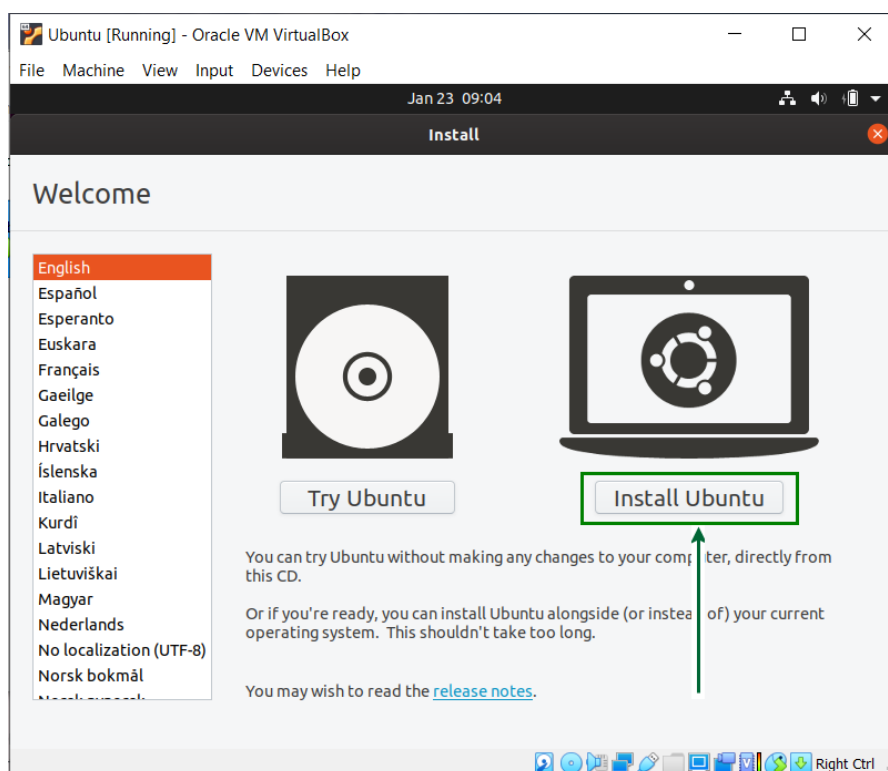 Ubuntu [Running] - Oracle VM VirtualBox
File Machine View Input Devices Help
Jan 23 09:04
Install
Welcome
English
Español
Esperanto
Euskara
Français
Gaeilge
Galego
Hrvatski
Íslenska
Italiano
Kurdî
Latviski
Lietuviškai
Magyar
Nederlands
No localization (UTF-8)
Norsk bokmål
Try Ubuntu
Install Ubuntu
You can try Ubuntu without making any changes to your computer, directly from
this CD.
Or if you're ready, you can install Ubuntu alongside (or instead of) your current
operating system. This shouldn't take too long.
You may wish to read the release notes.
Right Ctrl